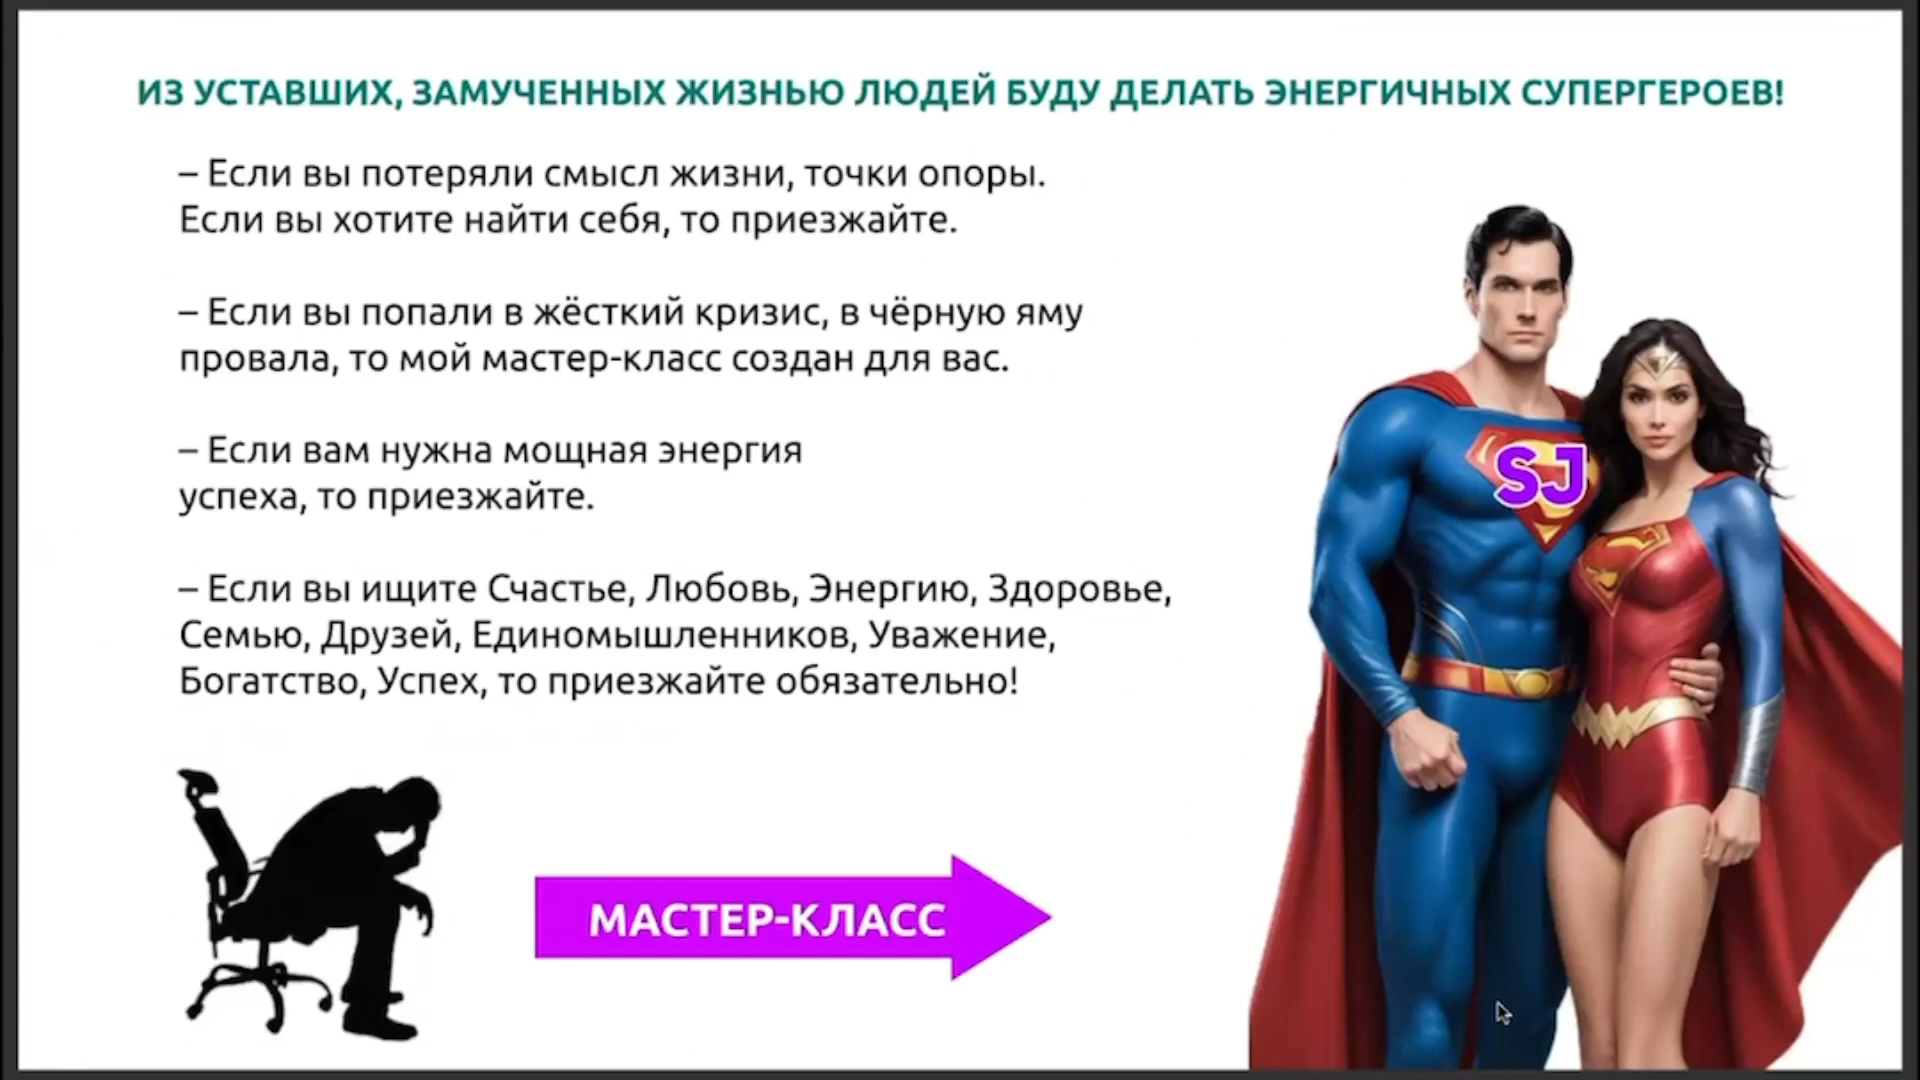 ИЗ УСТАВШИХ, ЗАМУЧЕННЫХ ЖИЗНЬЮ ЛЮДЕЙ БУДУ ДЕЛАТЬ ЭНЕРГИЧНЫХ СУПЕРГЕРОЕВ!
– Если вы потеряли смысл жизни, точки опоры.
Если вы хотите найти себя, то приезжайте.
– Если вы попали в жёсткий кризис, в чёрную яму
провала, то мой мастер-класс создан для вас.
– Если вам нужна мощная энергия
успеха, то приезжайте.
– Если вы ищите Счастье, Любовь, Энергию, Здоровье,
Семью, Друзей, Единомышленников, Уважение,
Богатство, Успех, то приезжайте обязательно!
SJ
МАСТЕР-КЛАСС